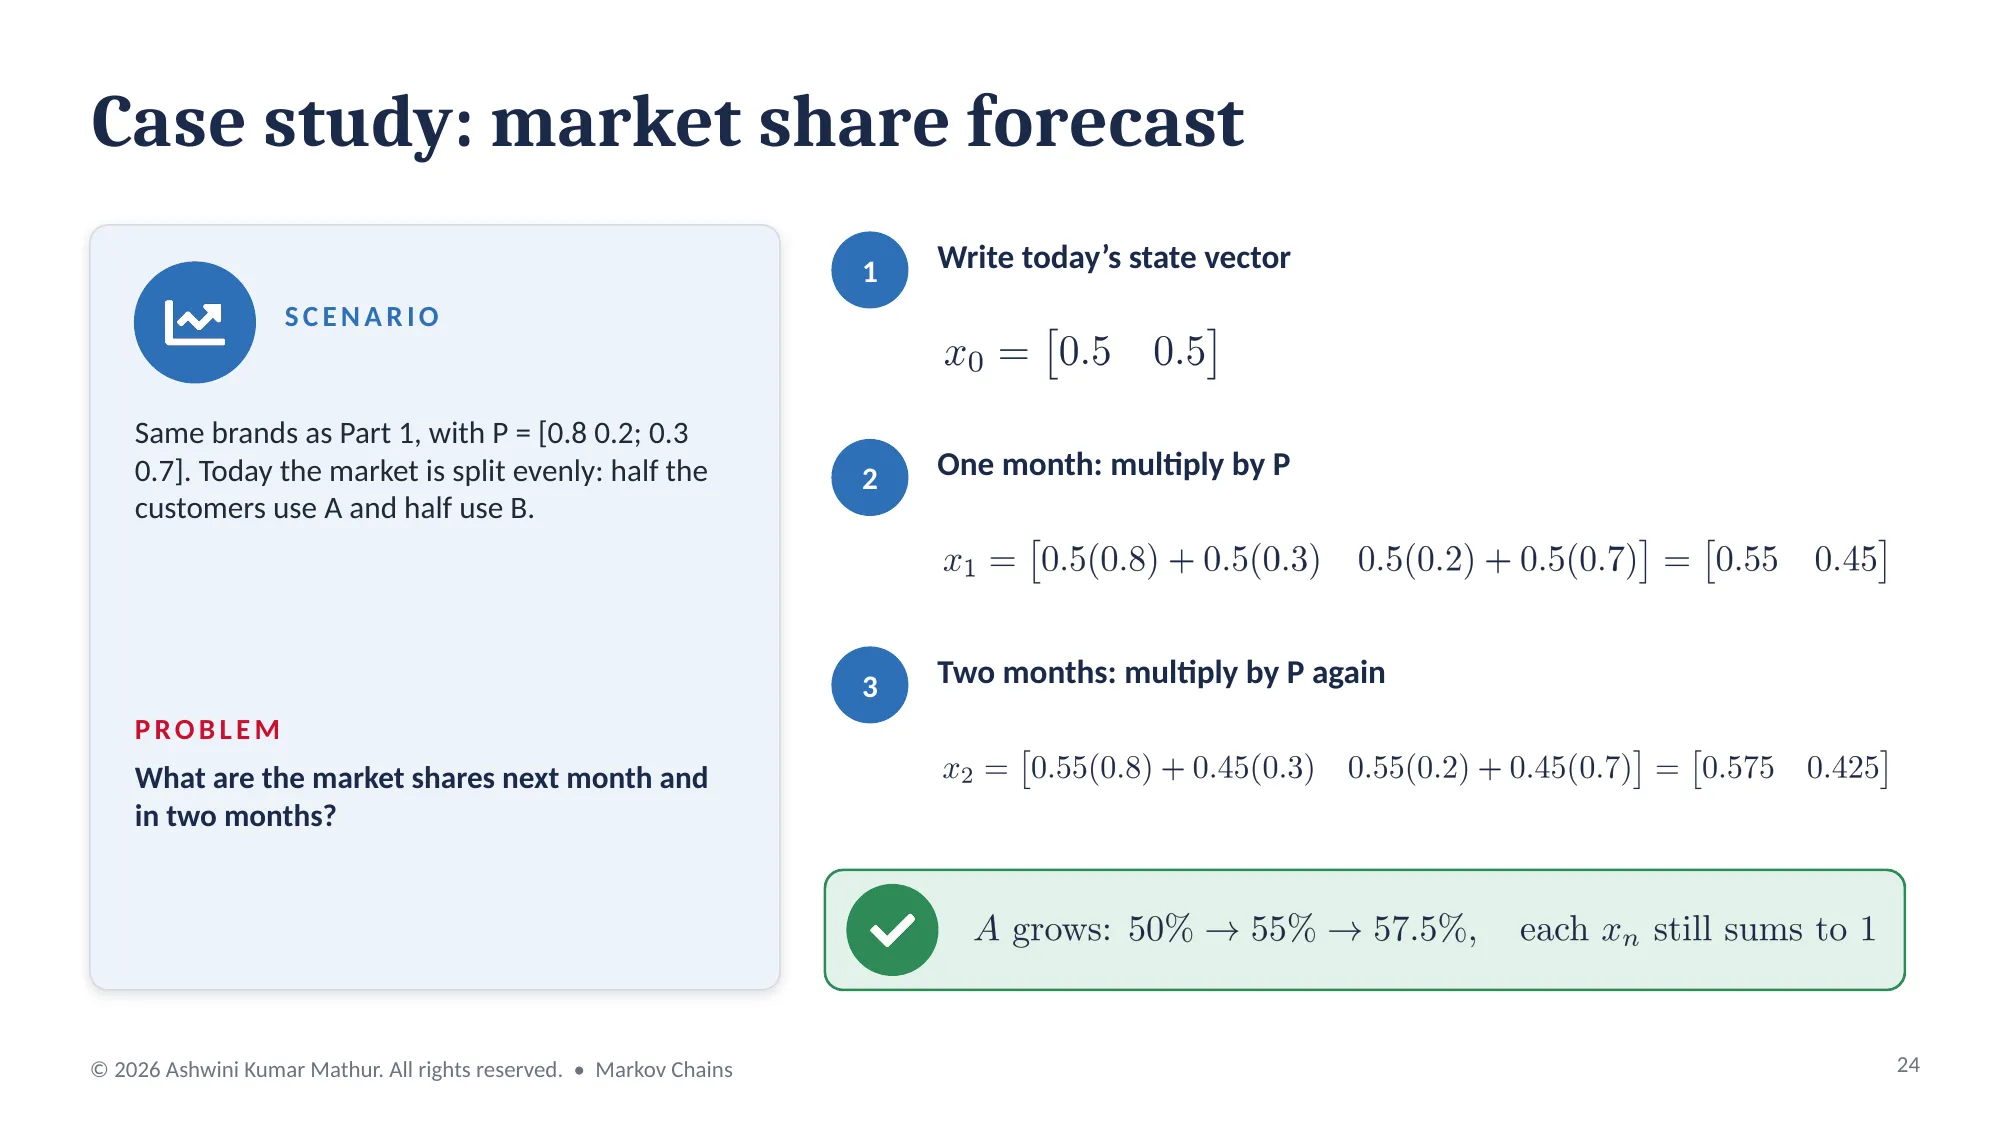 Case study: market share forecast
SCENARIO
Same brands as Part 1, with P = [0.8 0.2; 0.3
0.7]. Today the market is split evenly: half the
customers use A and half use B.
PROBLEM
What are the market shares next month and
in two months?
1
Write today’s state vector
x₀ = [0.5 0.5]
2
One month: multiply by P
x₁ = [0.5(0.8) + 0.5(0.3) 0.5(0.2) + 0.5(0.7)] = [0.55 0.45]
3
Two months: multiply by P again
x₂ = [0.55(0.8) + 0.45(0.3) 0.55(0.2) + 0.45(0.7)] = [0.575 0.425]
A grows: 50% → 55% → 57.5%, each xₙ still sums to 1
© 2026 Ashwini Kumar Mathur. All rights reserved. • Markov Chains
24